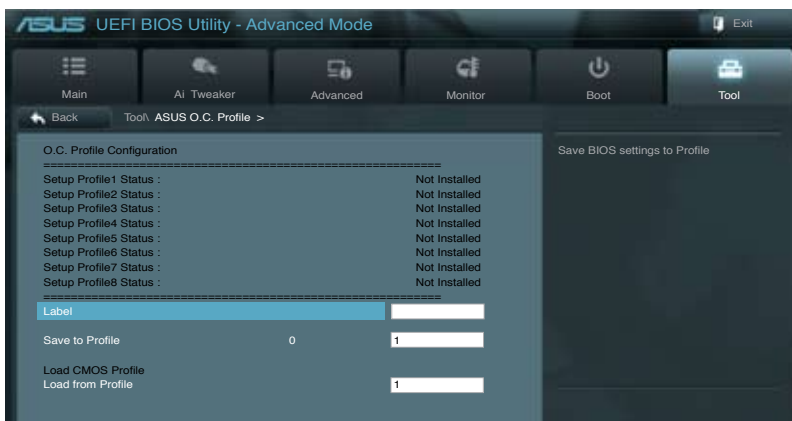 ASUS UEFI BIOS Utility - Advanced Mode
Exit
Main Ai Tweaker Advanced Monitor Boot Tool
Back Tool\ ASUS O.C. Profile >
O.C. Profile Configuration
Save BIOS settings to Profile
==========================================================
Setup Profile1 Status : Not Installed
Setup Profile2 Status : Not Installed
Setup Profile3 Status : Not Installed
Setup Profile4 Status : Not Installed
Setup Profile5 Status : Not Installed
Setup Profile6 Status : Not Installed
Setup Profile7 Status : Not Installed
Setup Profile8 Status : Not Installed
==========================================================
Label
Save to Profile 0 1
Load CMOS Profile
Load from Profile 1